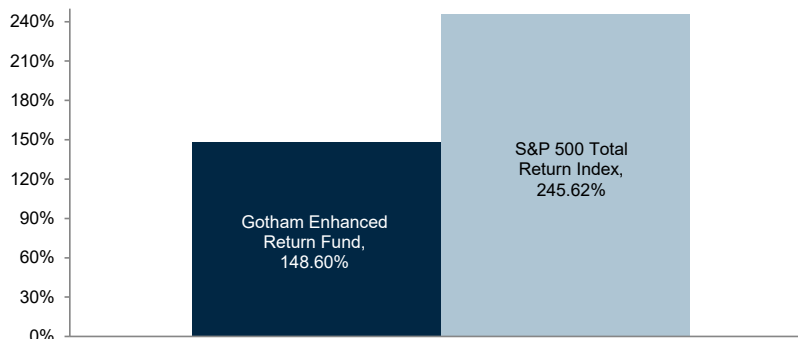 240%
210%
180%
150%
120%
90%
60%
30%
0%
Gotham Enhanced
Return Fund,
148.60%
S&P 500 Total
Return Index,
245.62%